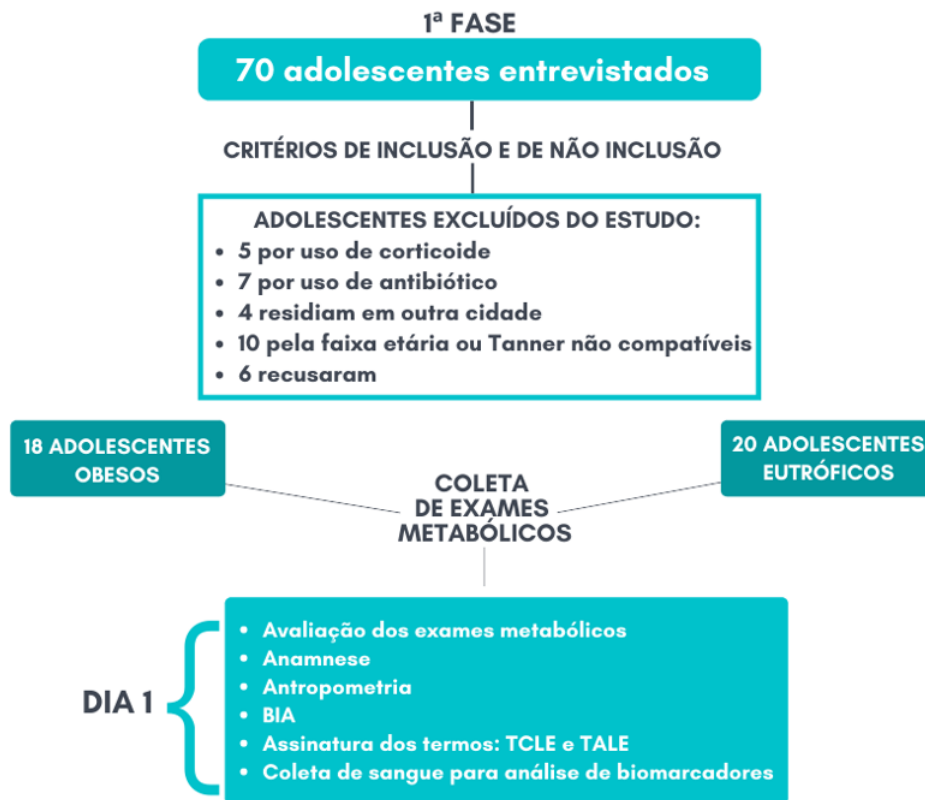 1ª FASE
70 adolescentes entrevistados
CRITÉRIOS DE INCLUSÃO E DE NÃO INCLUSÃO
ADOLESCENTES EXCLUÍDOS DO ESTUDO:
• 5 por uso de corticoide
• 7 por uso de antibiótico
• 4 residiam em outra cidade
• 10 pela faixa etária ou Tanner não compatíveis
• 6 recusaram
18 ADOLESCENTES
OBESOS
20 ADOLESCENTES
EUTRÓFICOS
COLETA
DE EXAMES
METABÓLICOS
DIA 1
• Avaliação dos exames metabólicos
• Anamnese
• Antropometria
• BIA
• Assinatura dos termos: TCLE e TALE
• Coleta de sangue para análise de biomarcadores